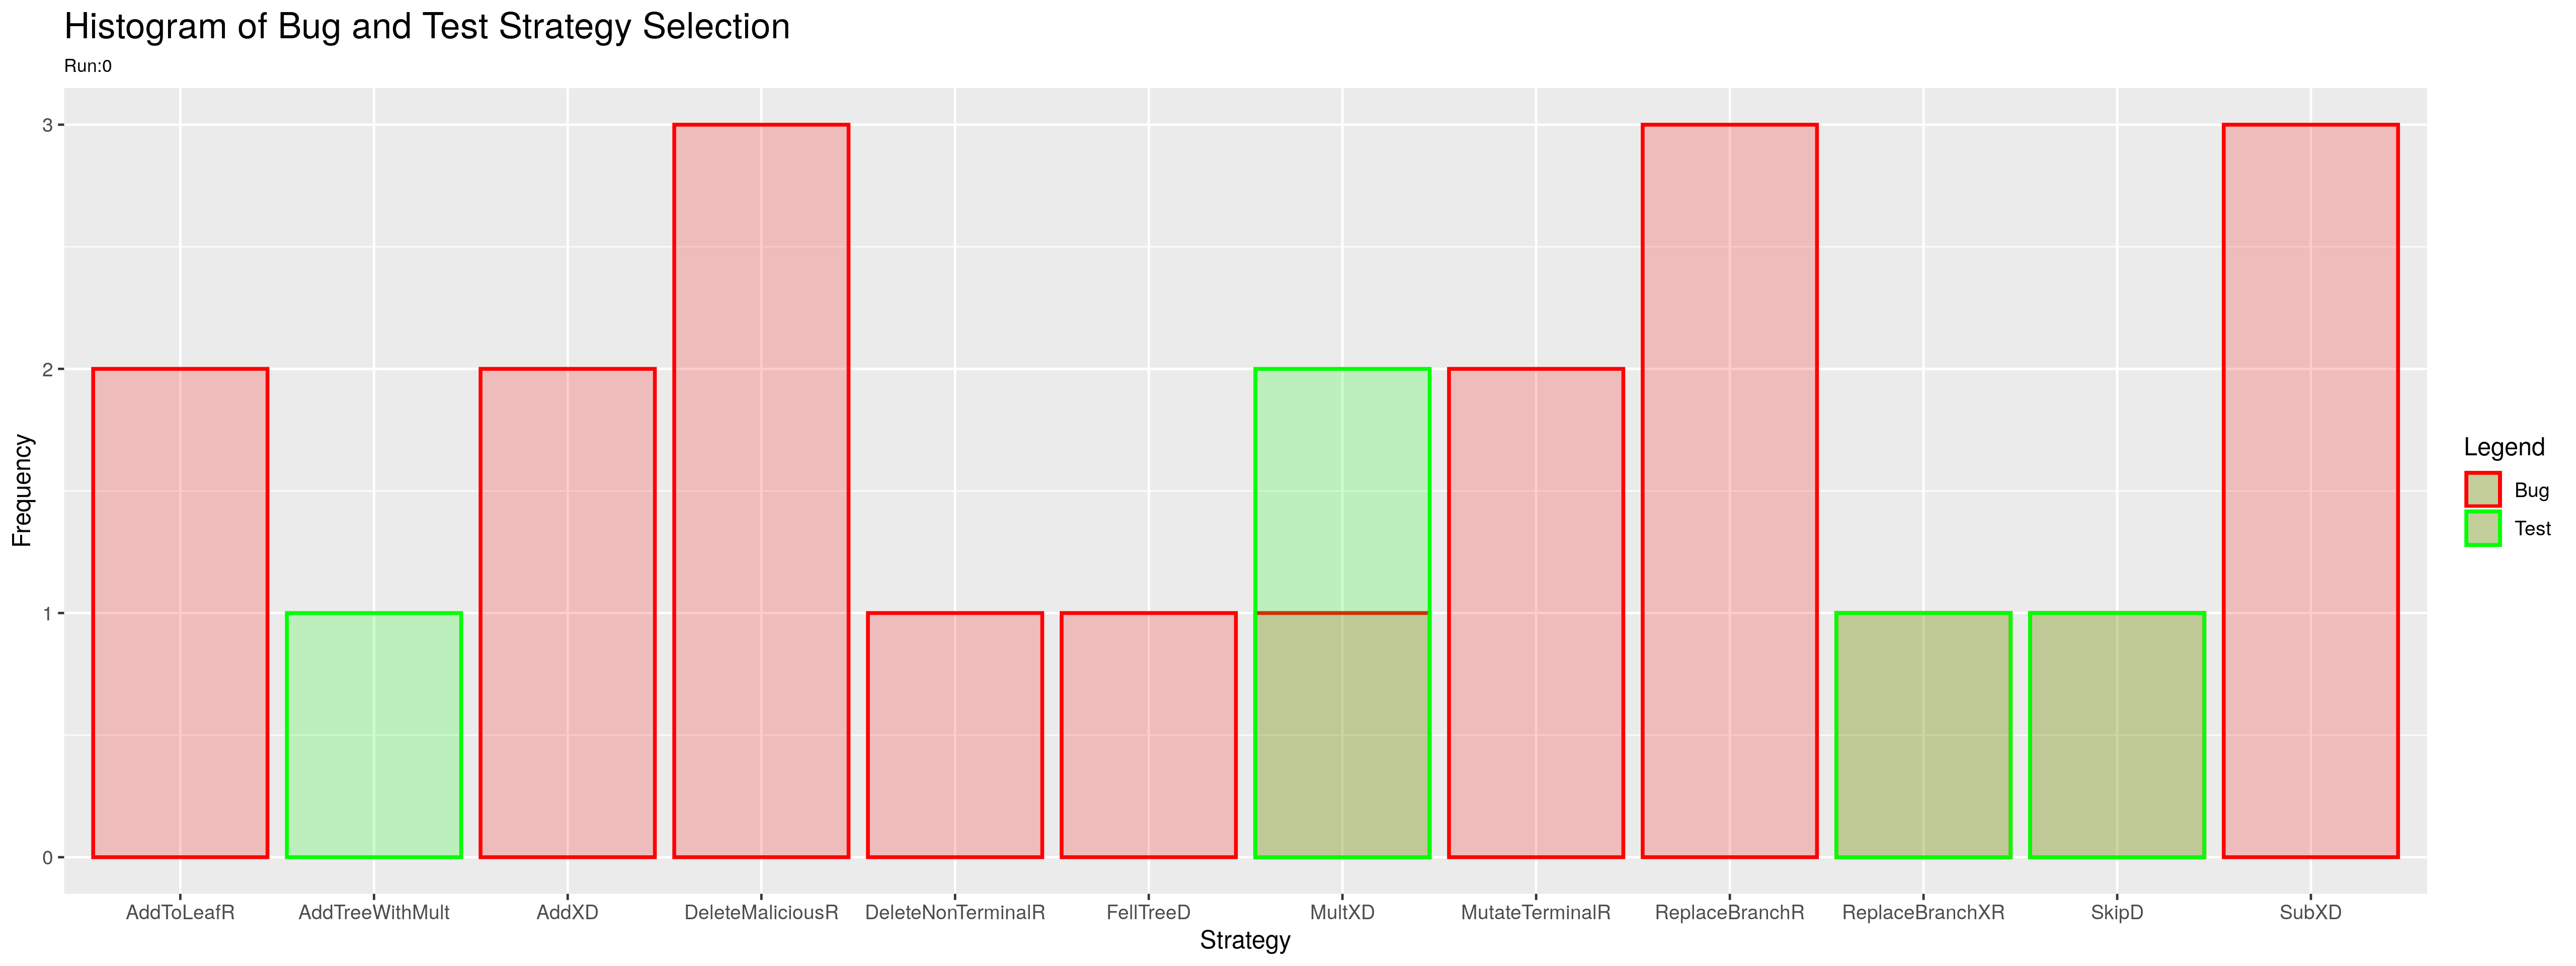 Histogram of Bug and Test Strategy Selection
Run:0
Frequency
3
2
1
0
AddToLeafR AddTreeWithMult AddXD DeleteMaliciousR DeleteNonTerminalR FellTreeD MultXD MutateTerminalR ReplaceBranchR ReplaceBranchXR SkipD SubXD
Strategy
Legend
Bug
Test